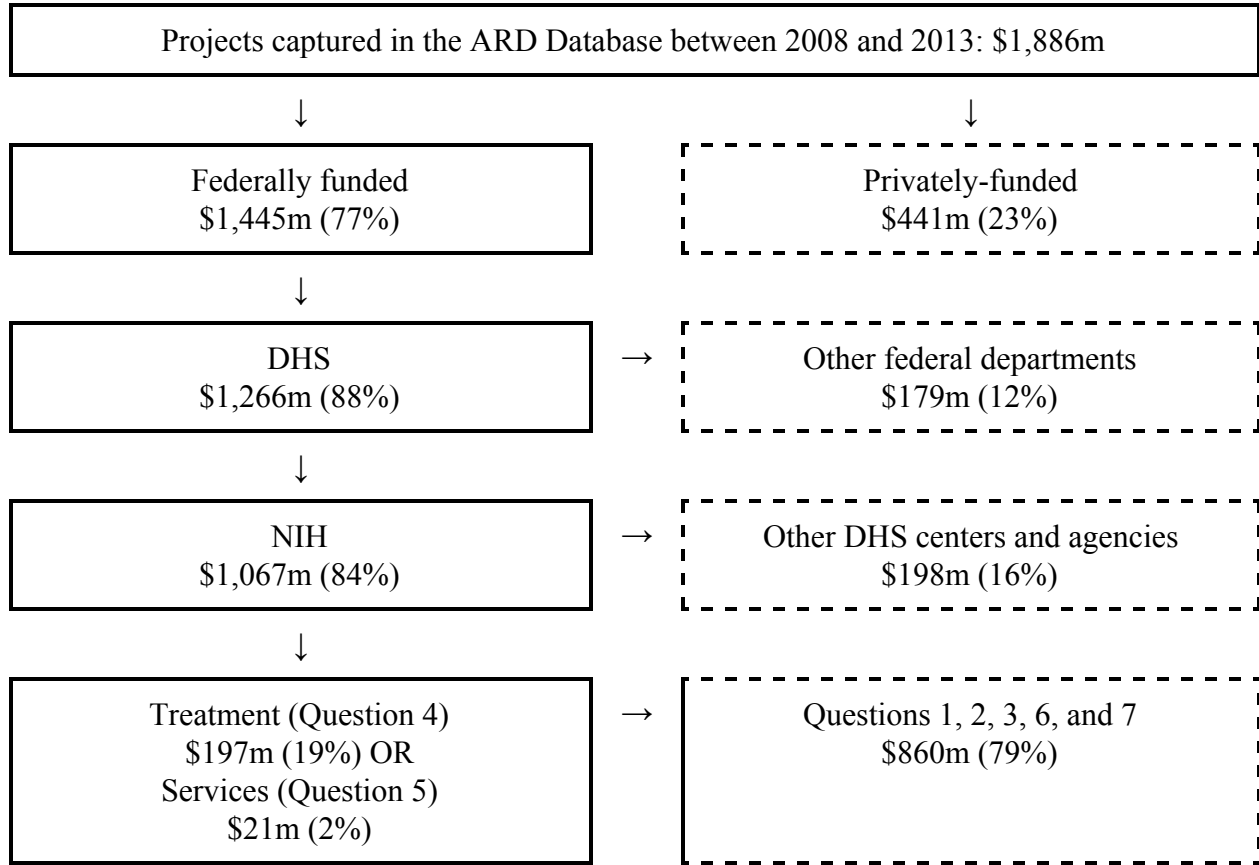 Projects captured in the ARD Database between 2008 and 2013: $1,886m
↓ ↓
Federally funded
$1,445m (77%)
Privately-funded
$441m (23%)
↓
DHS
$1,266m (88%)
→
Other federal departments
$179m (12%)
↓
NIH
$1,067m (84%)
→
Other DHS centers and agencies
$198m (16%)
↓
Treatment (Question 4)
$197m (19%) OR
Services (Question 5)
$21m (2%)
→
Questions 1, 2, 3, 6, and 7
$860m (79%)